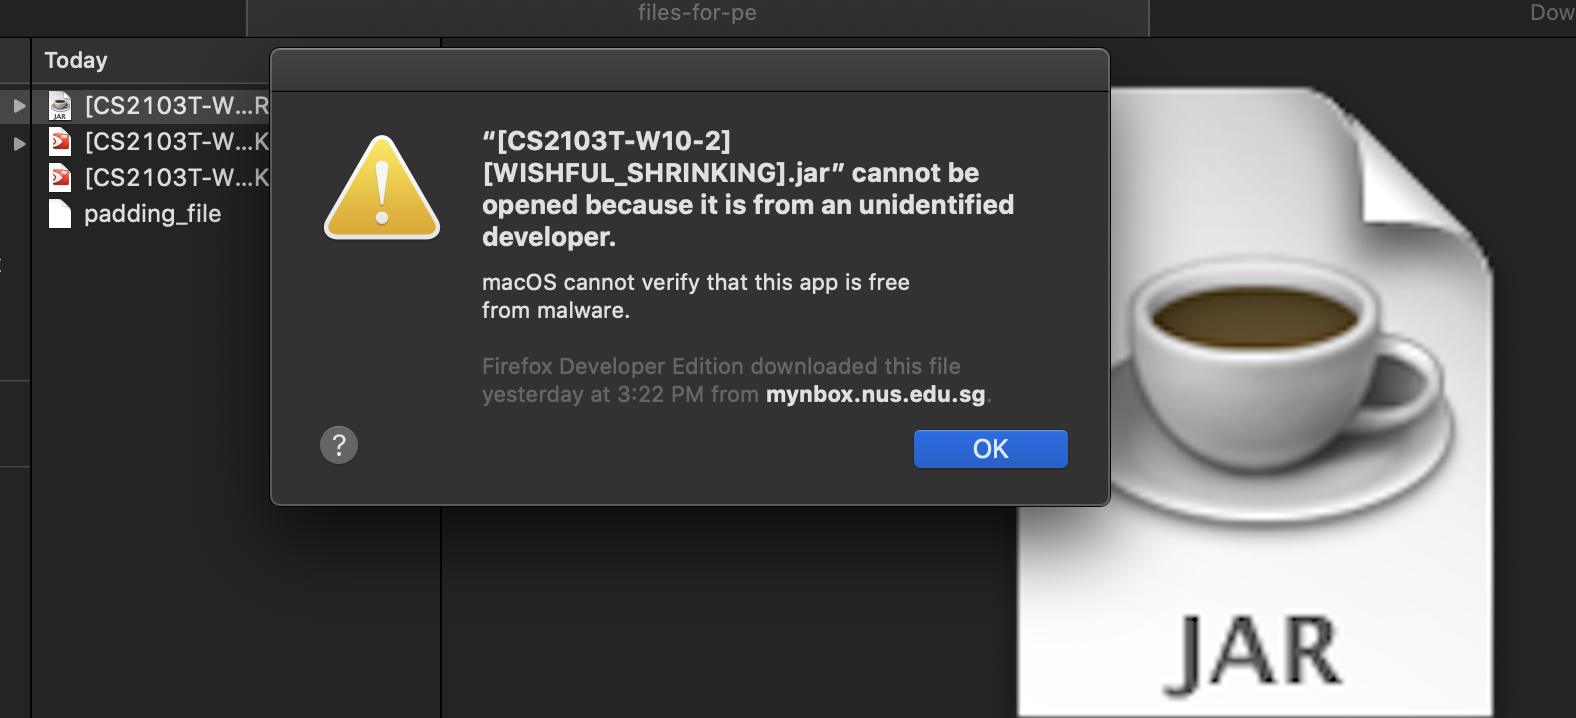 files-for-pe
Dow
Today
[CS2103T-W...R
[CS2103T-W...K
[CS2103T-W...K
padding_file
“[CS2103T-W10-2]
[WISHFUL_SHRINKING].jar” cannot be
opened because it is from an unidentified
developer.
macOS cannot verify that this app is free
from malware.
Firefox Developer Edition downloaded this file
yesterday at 3:22 PM from mynbox.nus.edu.sg.
?
OK
JAR
JAR